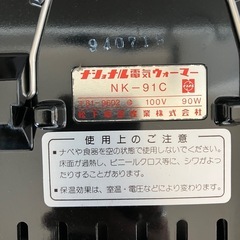 940715
ナショナル電気ウォーマー
NK-91C
100V 90W
松下電器産業株式会社
使用上のご注意
・ナベや食器を空の状態で使用しないでください。
床面が過熱し、ビニールクロス等に、シワがよったりすることがあります。
・保温効果は、室温・電圧などにより変わります。